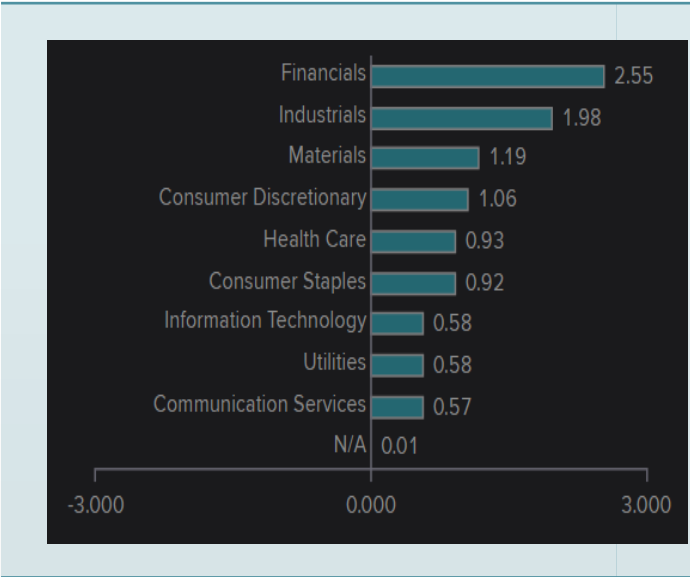 Financials 2.55
Industrials 1.98
Materials 1.19
Consumer Discretionary 1.06
Health Care 0.93
Consumer Staples 0.92
Information Technology 0.58
Utilities 0.58
Communication Services 0.57
N/A 0.01
-3.000 0.000 3.000